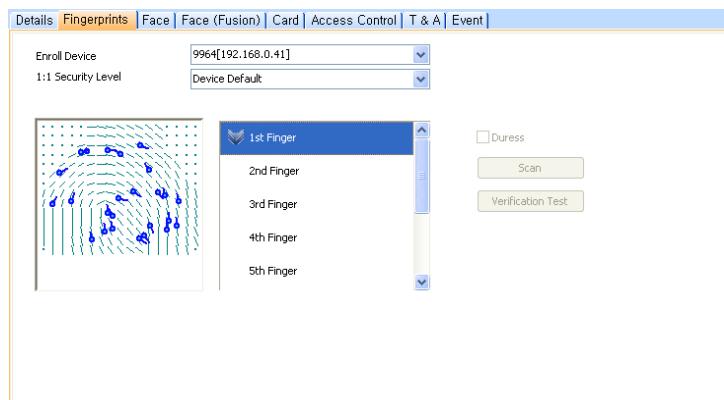 Details Fingerprints Face Face (Fusion) Card Access Control T & A Event
Enroll Device 9964[192.168.0.41]
1:1 Security Level Device Default
1st Finger
2nd Finger
3rd Finger
4th Finger
5th Finger
Duress
Scan
Verification Test